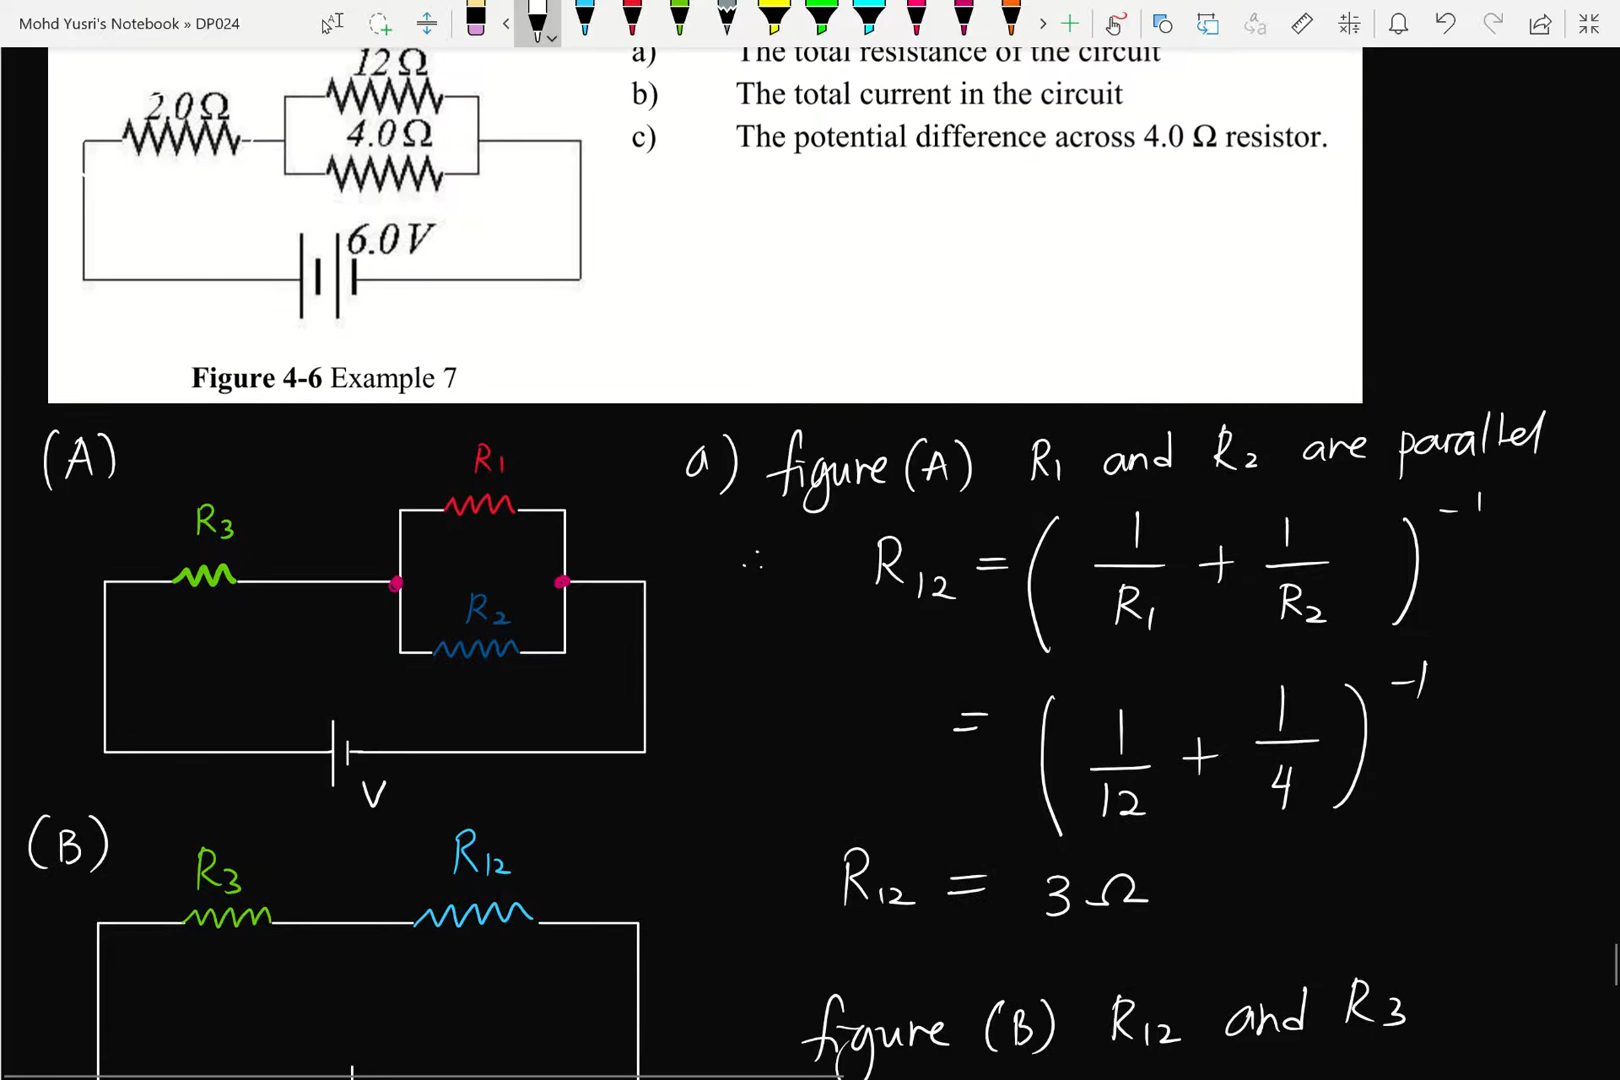 Mohd Yusri's Notebook » DP024
a) The total resistance of the circuit
b) The total current in the circuit
c) The potential difference across 4.0 Ω resistor.
12 Ω
2.0 Ω
4.0 Ω
6.0 V
Figure 4-6 Example 7
(A)
R1
R3
R2
V
(B)
R3
R12
a) figure (A) R1 and R2 are parallel
∴ R12 = ( 1/R1 + 1/R2 )^-1
= ( 1/12 + 1/4 )^-1
R12 = 3 Ω
figure (B) R12 and R3